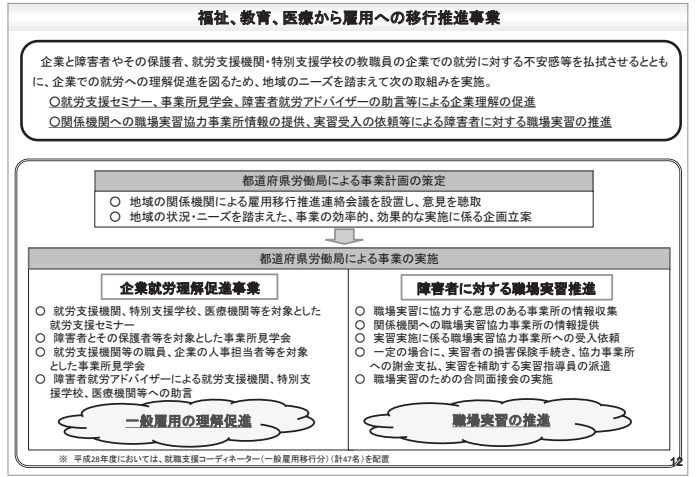 福祉、教育、医療から雇用への移行推進事業
企業と障害者やその保護者、就労支援機関・特別支援学校の教職員の企業での就労に対する不安感等を払拭させるととも
に、企業での就労への理解促進を図るため、地域のニーズを踏まえて次の取組みを実施。
〇就労支援セミナー、事業所見学会、障害者就労アドバイザーの助言等による企業理解の促進
〇関係機関への職場実習協力事業所情報の提供、実習受入の依頼等による障害者に対する職場実習の推進
都道府県労働局による事業計画の策定
〇 地域の関係機関による雇用移行推進連絡会議を設置し、意見を聴取
〇 地域の状況・ニーズを踏まえた、事業の効率的、効果的な実施に係る企画立案
都道府県労働局による事業の実施
企業就労理解促進事業
〇 就労支援機関、特別支援学校、医療機関等を対象とした
就労支援セミナー
〇 障害者とその保護者等を対象とした事業所見学会
〇 就労支援機関等の職員、企業の人事担当者等を対象
とした事業所見学会
〇 障害者就労アドバイザーによる就労支援機関、特別支
援学校、医療機関等への助言
一般雇用の理解促進
障害者に対する職場実習推進
〇 職場実習に協力する意思のある事業所の情報収集
〇 関係機関への職場実習協力事業所の情報提供
〇 実習実施に係る職場実習協力事業所への受入依頼
〇 一定の場合に、実習者の損害保険手続き、協力事業所
への謝金支払、実習を補助する実習指導員の派遣
〇 職場実習のための合同面接会の実施
職場実習の推進
※ 平成28年度においては、就職支援コーディネーター（一般雇用移行分）（計47名）を配置
12